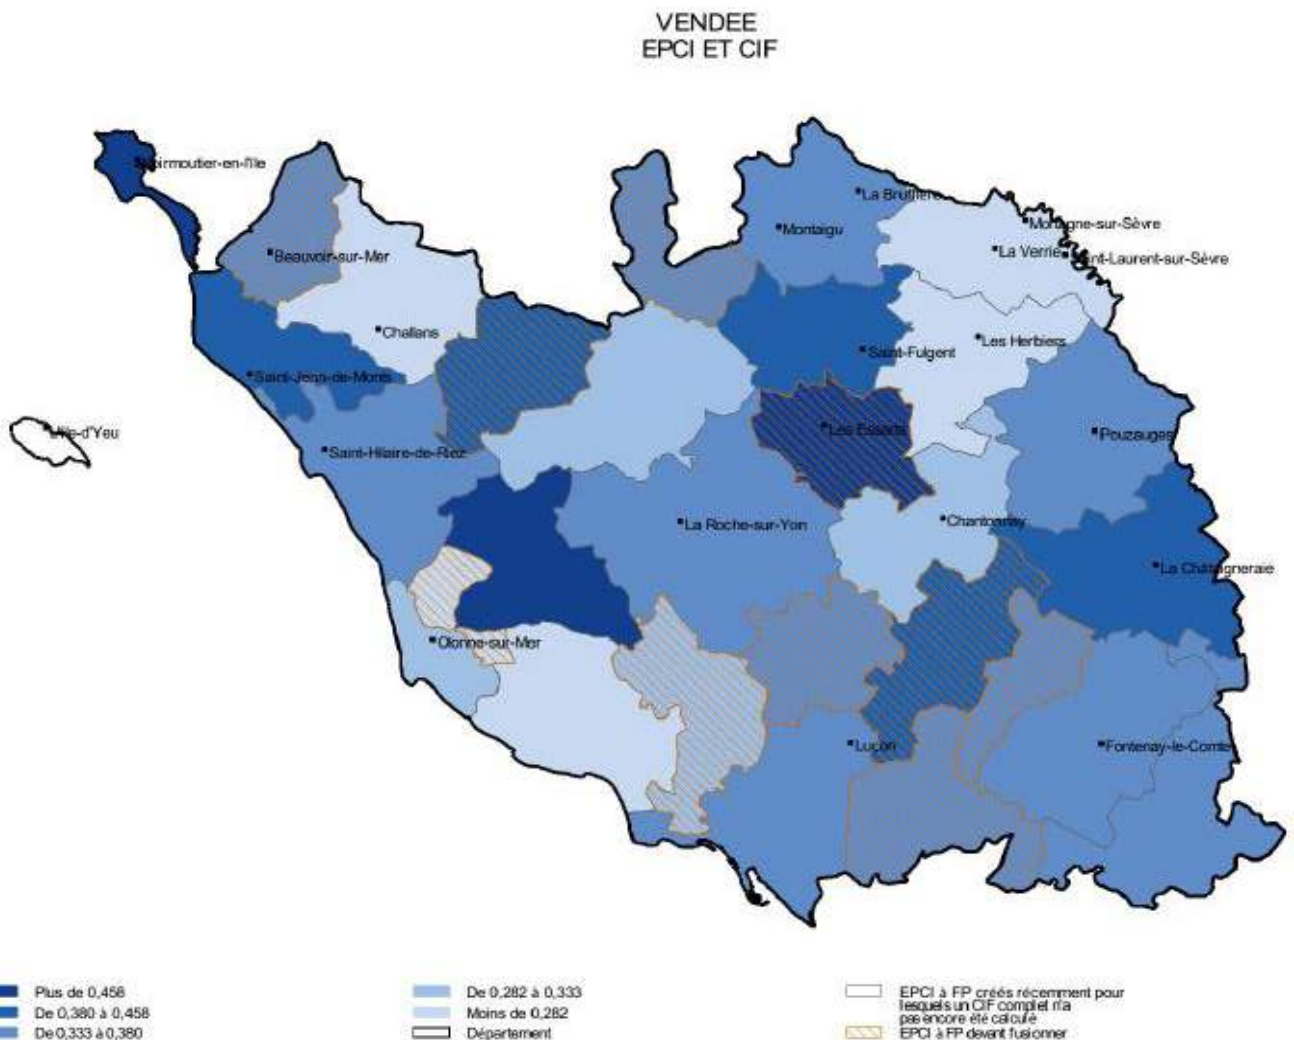 VENDEE
EPCI ET CIF
Noirmoutier-en-l'Ile
La Bruffière
Montaigu
Mortagne-sur-Sèvre
La Verrie
Saint-Laurent-sur-Sèvre
Beauvoir-sur-Mer
Challans
Les Herbiers
Saint-Fulgent
Saint-Jean-de-Monts
Les Essarts
L'Ile-d'Yeu
Pouzauges
Saint-Hilaire-de-Riez
La Roche-sur-Yon
Chantonnay
La Châtaigneraie
Olonne-sur-Mer
Luçon
Fontenay-le-Comte
Plus de 0,458
De 0,380 à 0,458
De 0,333 à 0,380
De 0,282 à 0,333
Moins de 0,282
Département
EPCI à FP créés récemment pour
lesquels un CIF complet n'a
pas encore été calculé
EPCI à FP devant fusionner